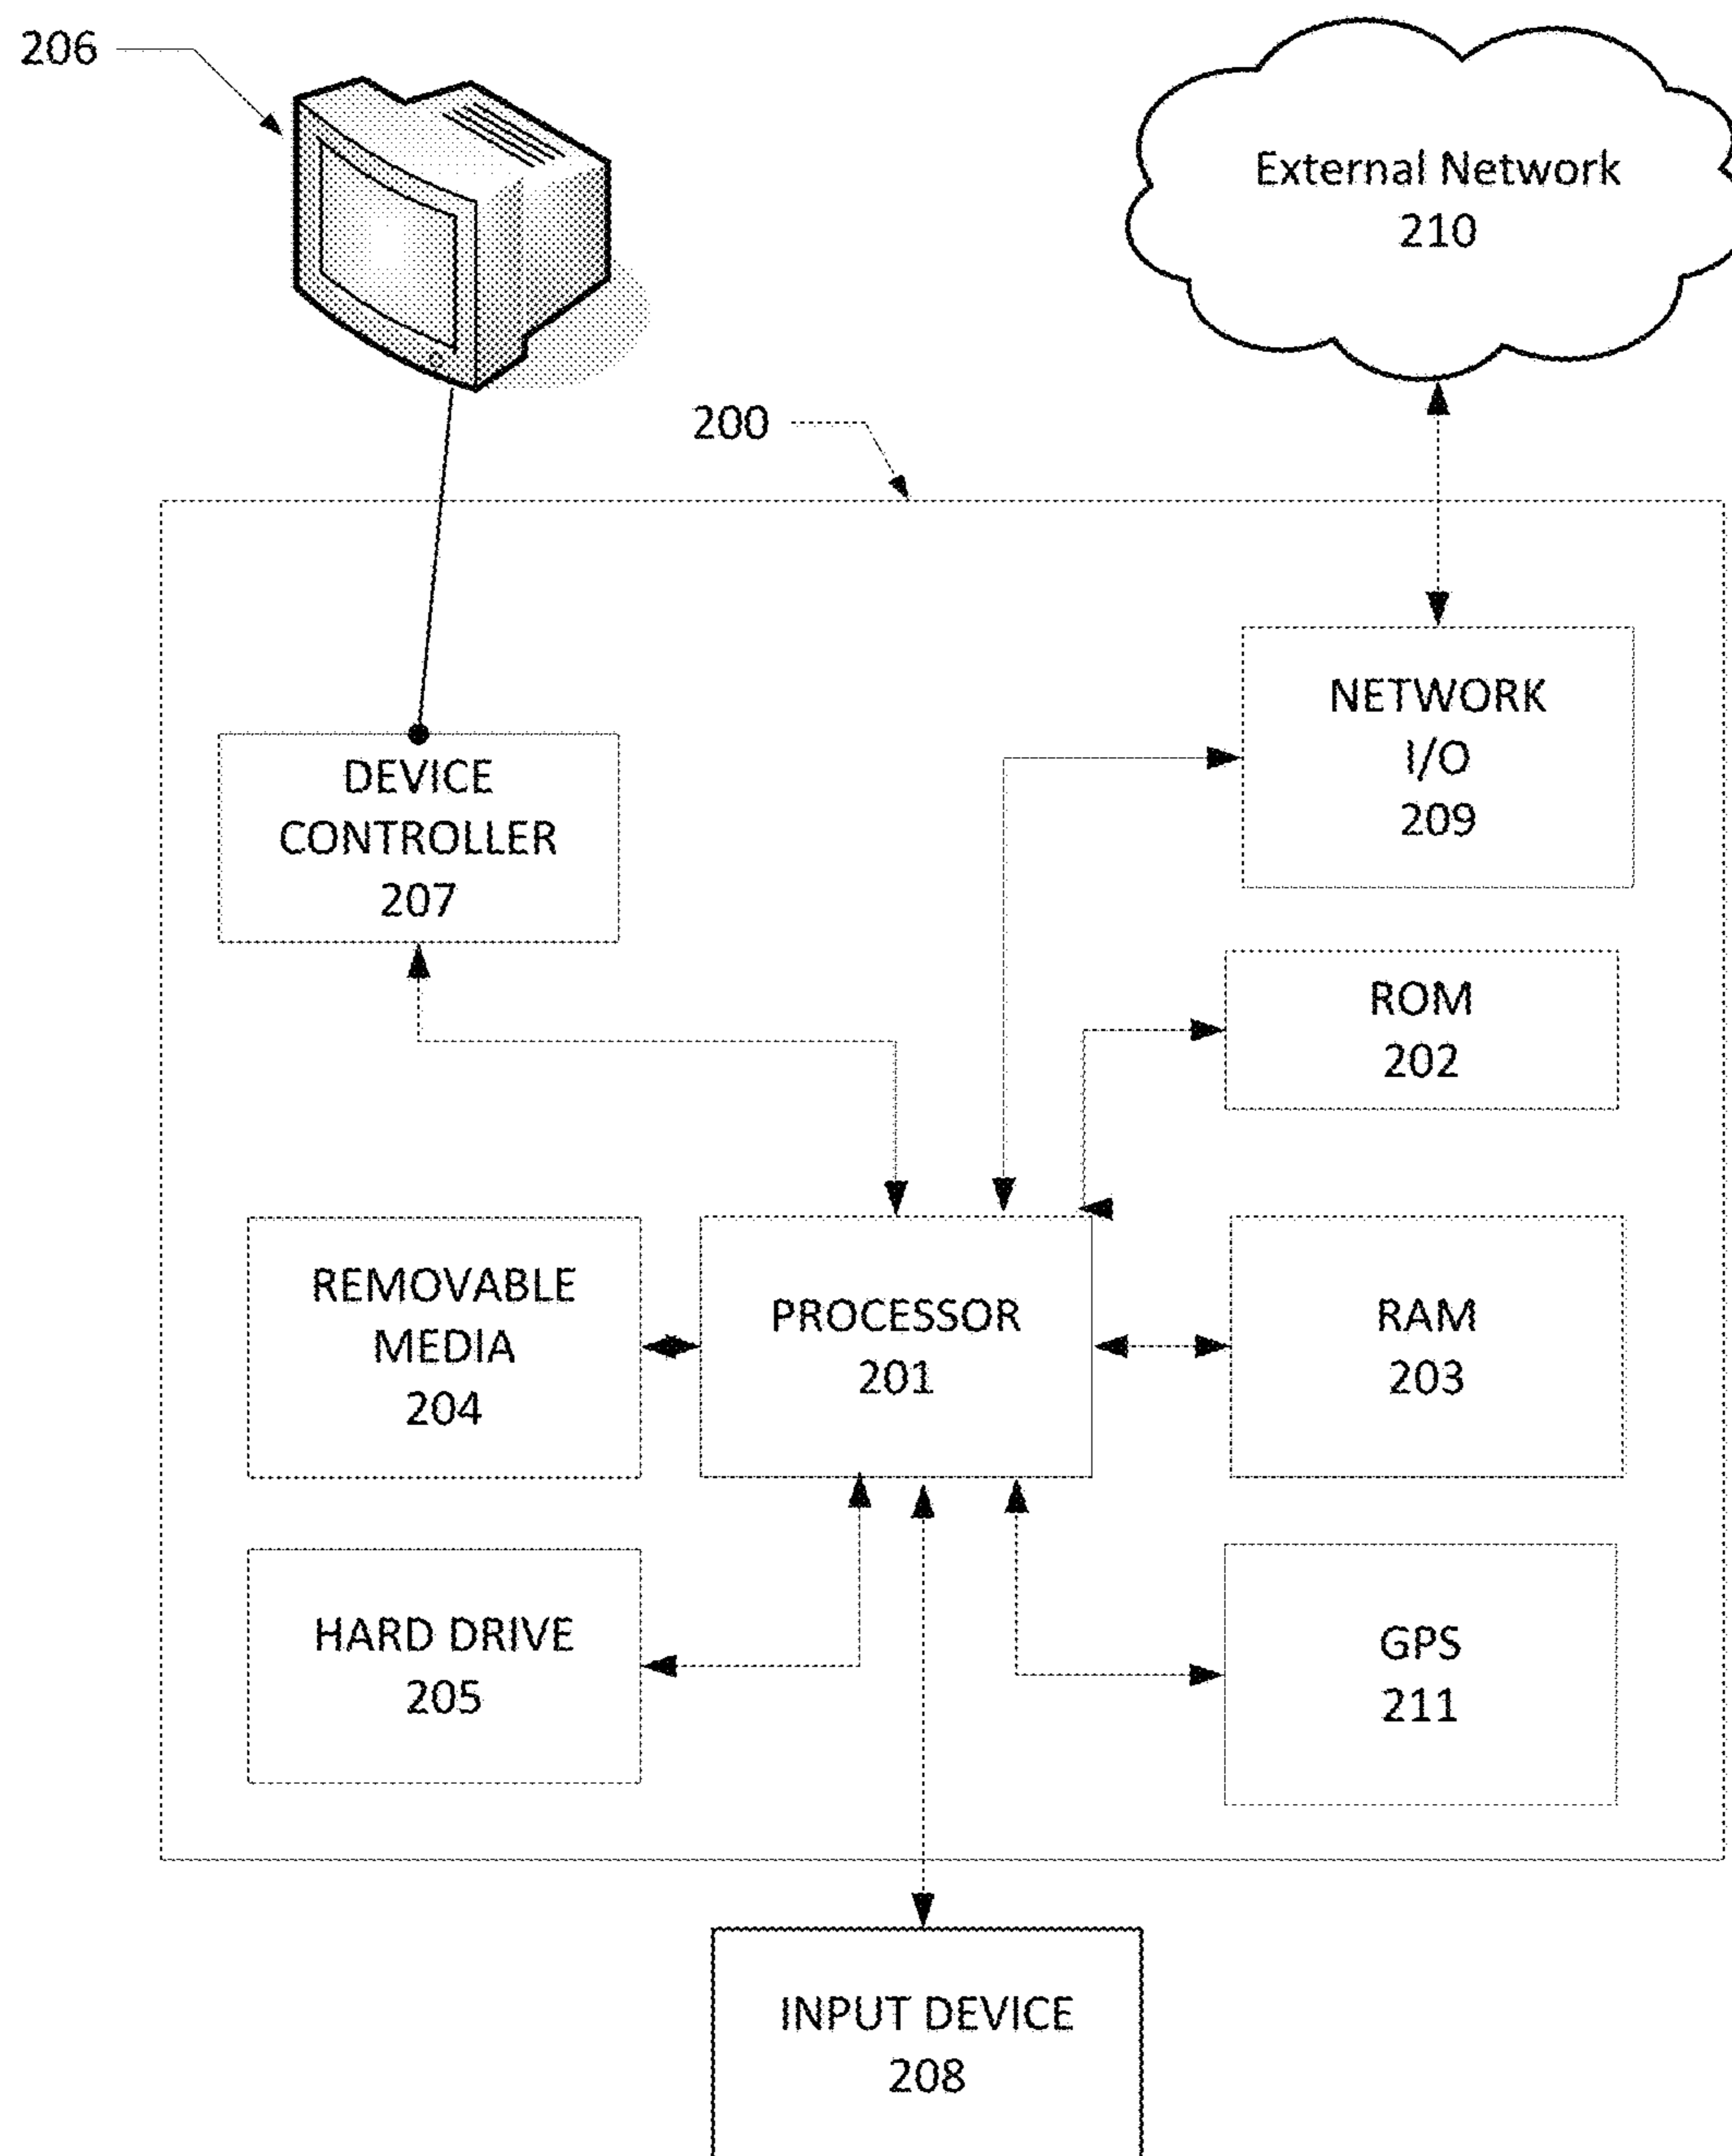 206
External Network
210
200
NETWORK
I/O
209
DEVICE
CONTROLLER
207
ROM
202
REMOVABLE
MEDIA
204
PROCESSOR
201
RAM
203
HARD DRIVE
205
GPS
211
INPUT DEVICE
208